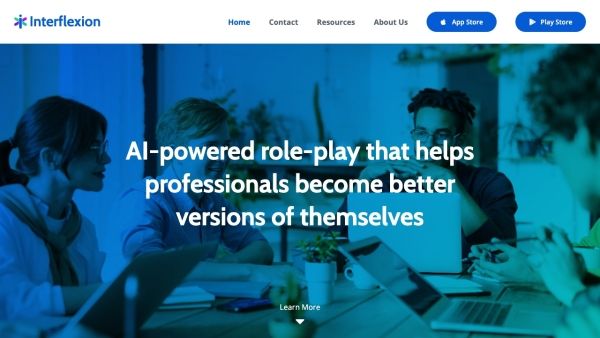 Interflexion
Home
Contact
Resources
About Us
App Store
Play Store
AI-powered role-play that helps
professionals become better
versions of themselves
Learn More